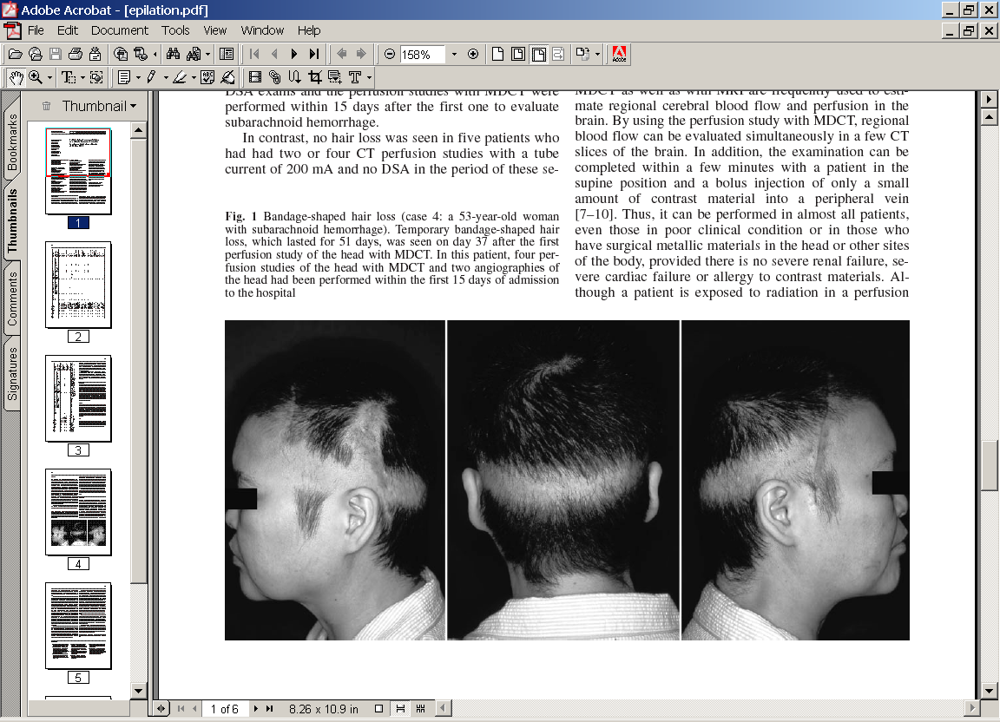 Adobe Acrobat - [epilation.pdf]
File Edit Document Tools View Window Help
158%
Adobe
Thumbnail
Bookmarks
Thumbnails
Comments
Signatures
1
2
3
4
5
DSA exams and the perfusion studies with MDCT were
performed within 15 days after the first one to evaluate
subarachnoid hemorrhage.
In contrast, no hair loss was seen in five patients who
had had two or four CT perfusion studies with a tube
current of 200 mA and no DSA in the period of these se-
Fig. 1 Bandage-shaped hair loss (case 4: a 53-year-old woman
with subarachnoid hemorrhage). Temporary bandage-shaped hair
loss, which lasted for 51 days, was seen on day 37 after the first
perfusion study of the head with MDCT. In this patient, four per-
fusion studies of the head with MDCT and two angiographies of
the head had been performed within the first 15 days of admission
to the hospital
MDCT as well as with MRI are frequently used to esti-
mate regional cerebral blood flow and perfusion in the
brain. By using the perfusion study with MDCT, regional
blood flow can be evaluated simultaneously in a few CT
slices of the brain. In addition, the examination can be
completed within a few minutes with a patient in the
supine position and a bolus injection of only a small
amount of contrast material into a peripheral vein
[7–10]. Thus, it can be performed in almost all patients,
even those in poor clinical condition or in those who
have surgical metallic materials in the head or other sites
of the body, provided there is no severe renal failure, se-
vere cardiac failure or allergy to contrast materials. Al-
though a patient is exposed to radiation in a perfusion
1 of 6
8.26 x 10.9 in